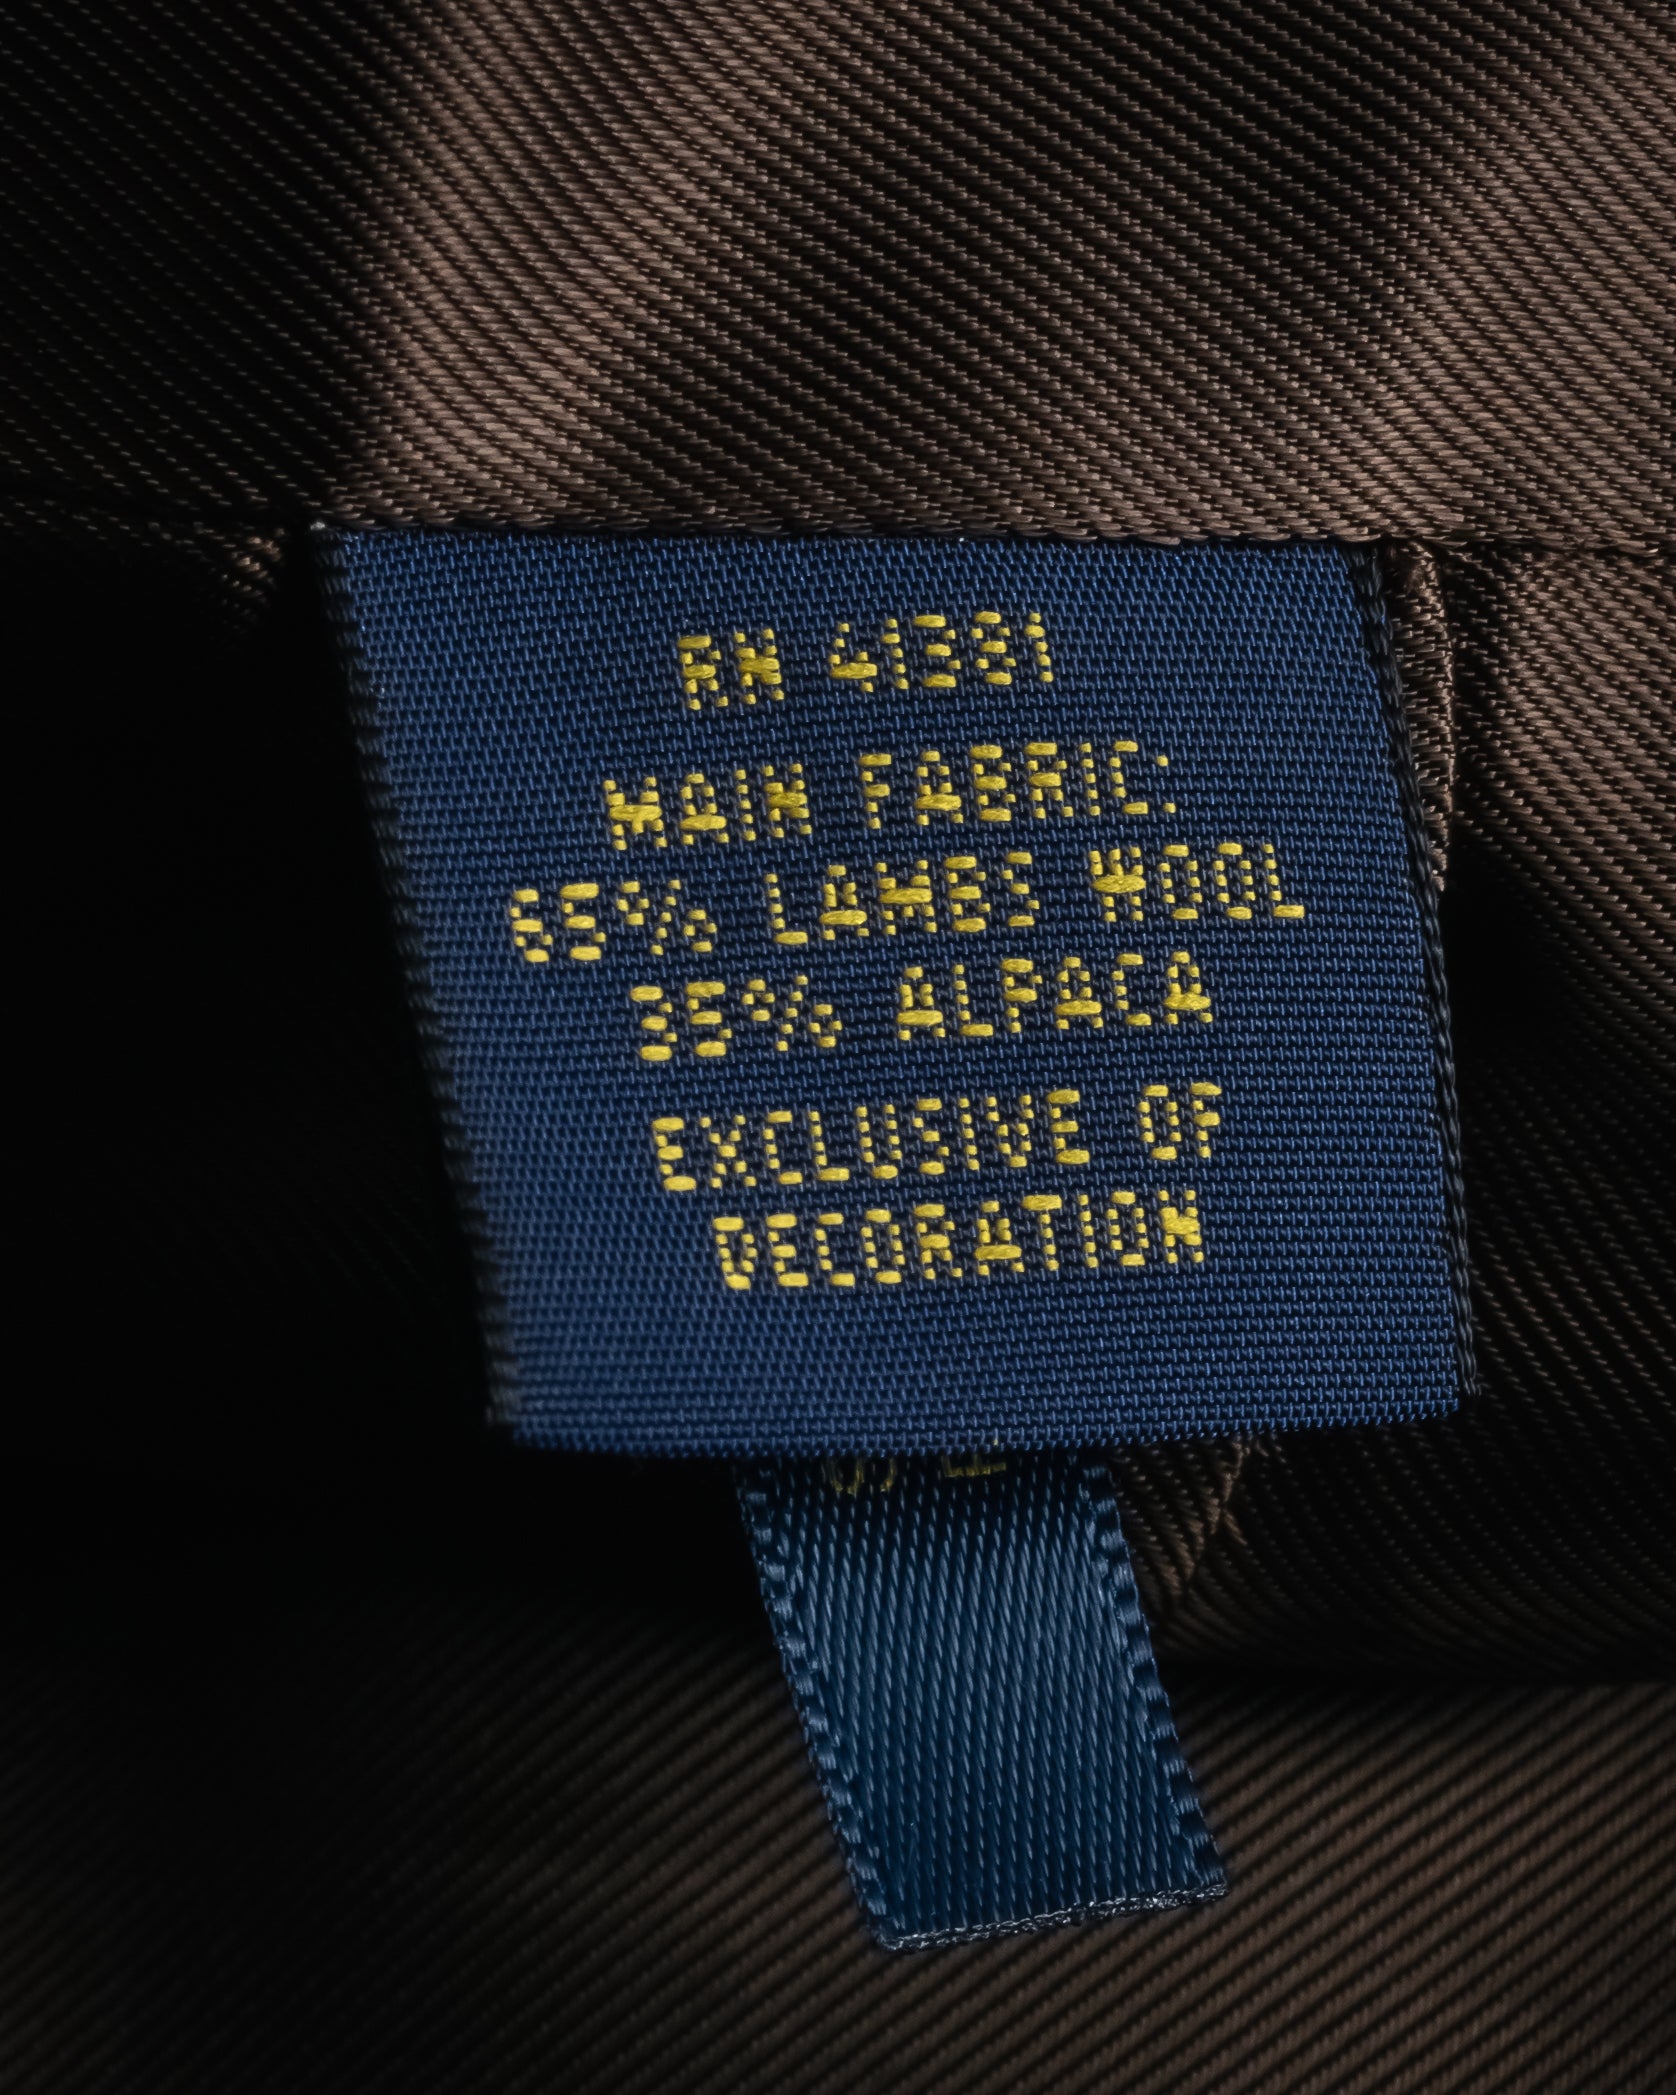 RN 41381
MAIN FABRIC:
65% LAMBS WOOL
35% ALPACA
EXCLUSIVE OF
DECORATION